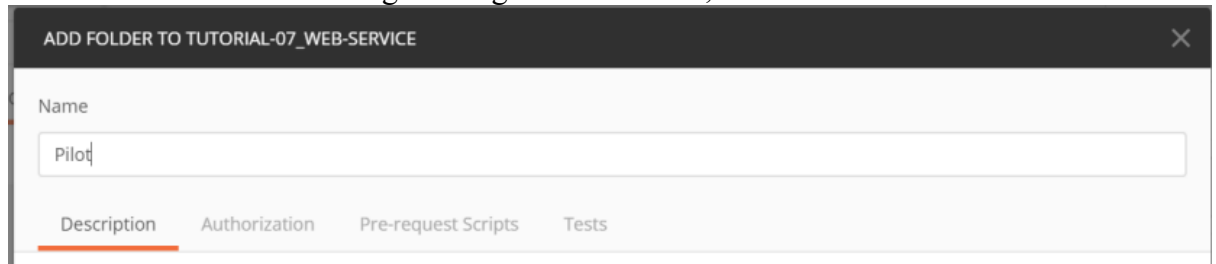 ADD FOLDER TO TUTORIAL-07_WEB-SERVICE
Name
Pilot
Description Authorization Pre-request Scripts Tests